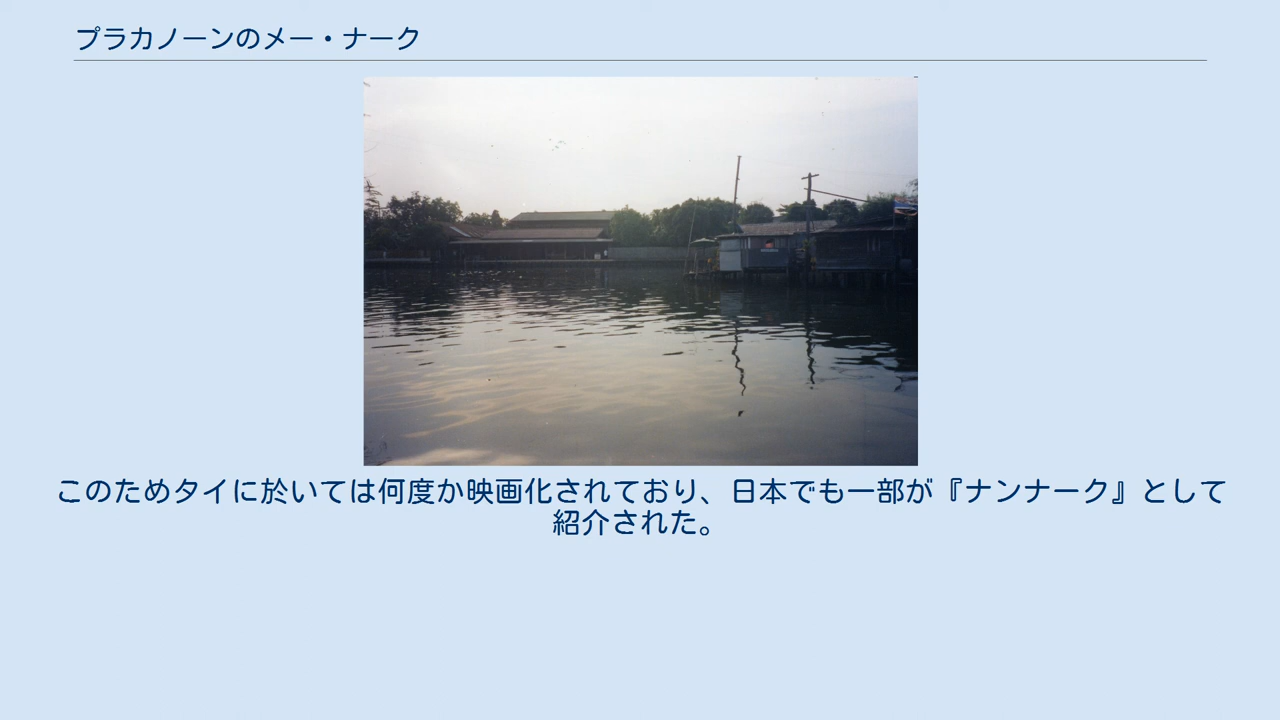 プラカノーンのメー・ナーク
このためタイに於いては何度か映画化されており、日本でも一部が『ナンナーク』として
紹介された。